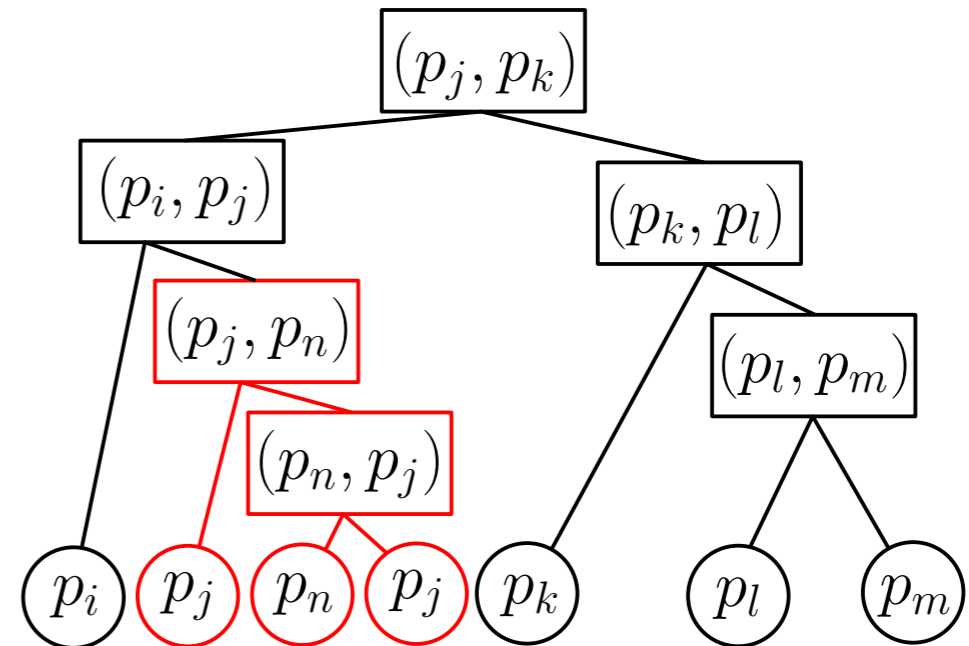 (p_j, p_k)
(p_i, p_j)
(p_k, p_l)
(p_j, p_n)
(p_l, p_m)
(p_n, p_j)
p_i p_j p_n p_j p_k p_l p_m